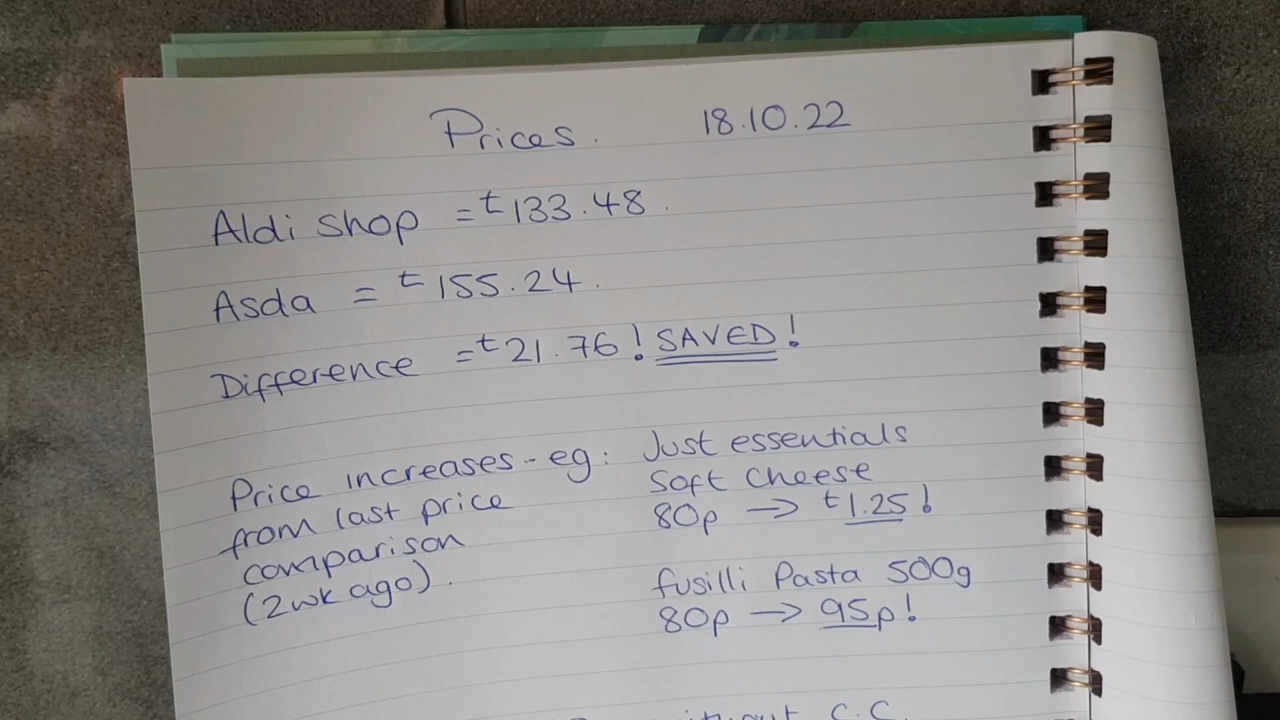 Prices. 18.10.22
Aldi shop = £133.48.
Asda = £155.24.
Difference = £21.76! SAVED!
Price increases - eg:
from last price
comparison
(2wk ago).
Just essentials
Soft Cheese
80p → £1.25!
fusilli Pasta 500g
80p → 95p!
C.C.